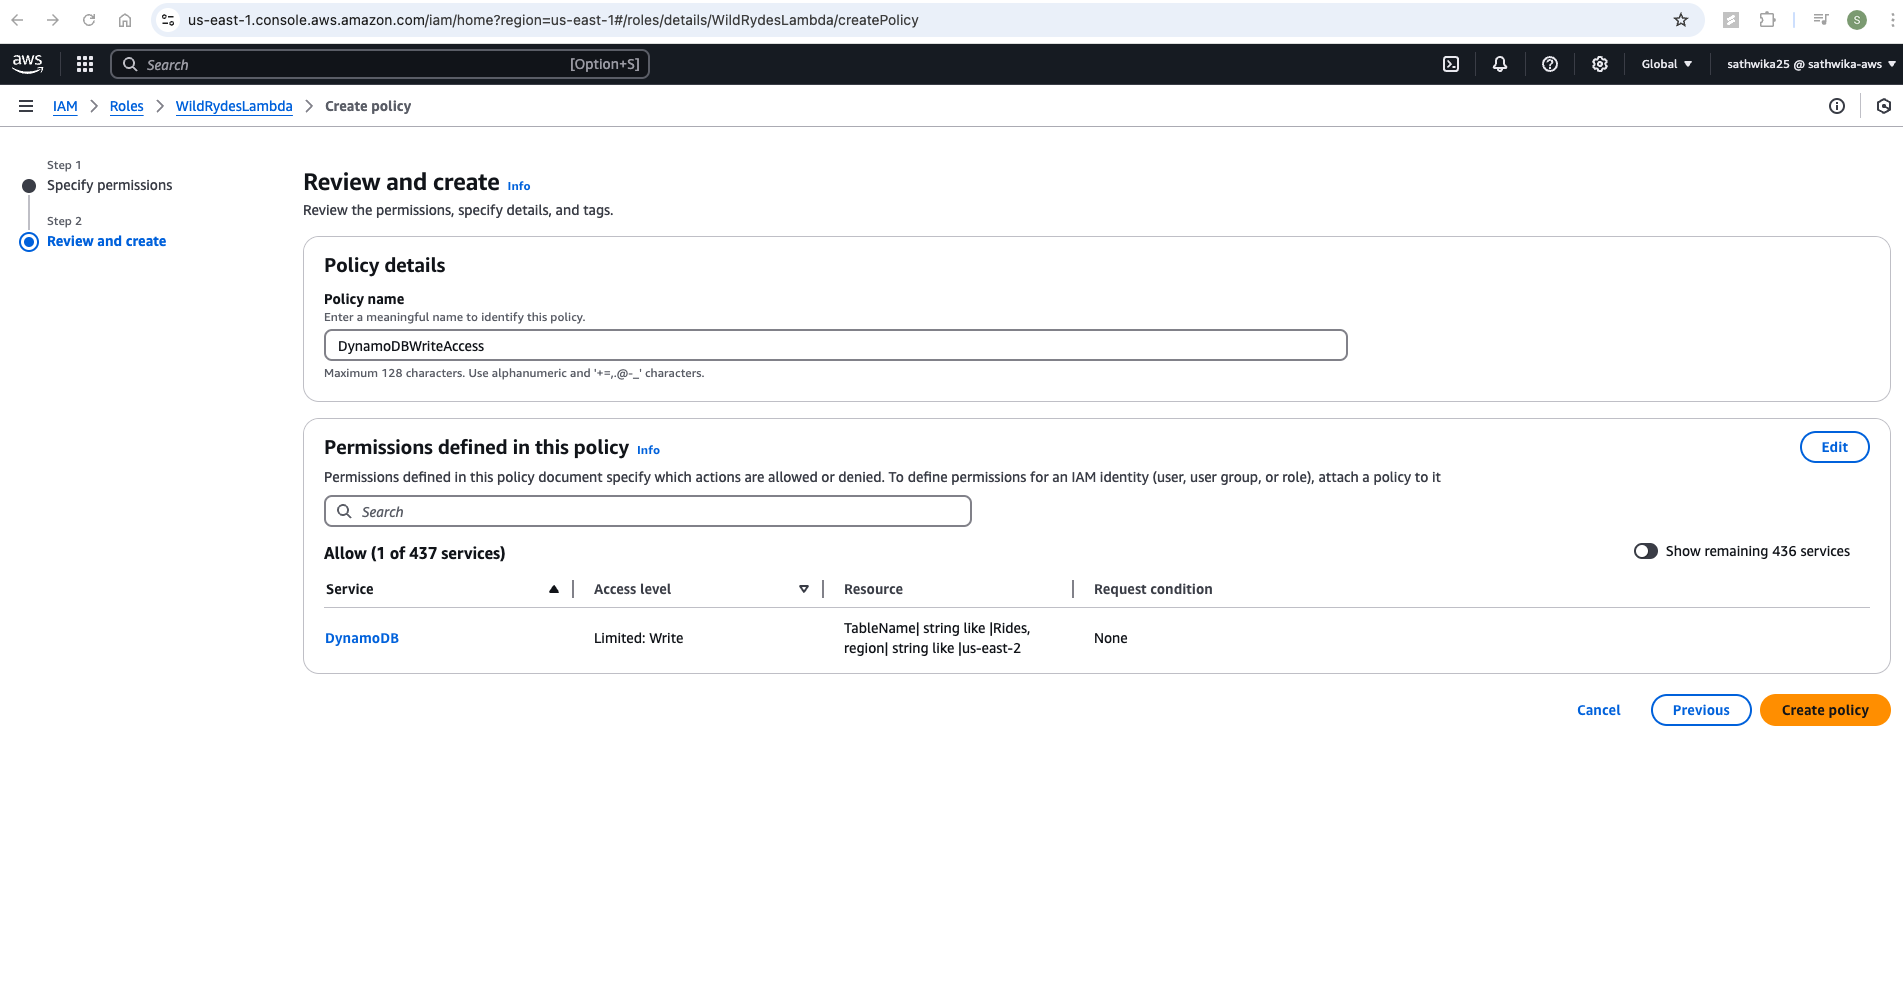 us-east-1.console.aws.amazon.com/iam/home?region=us-east-1#/roles/details/WildRydesLambda/createPolicy
S
aws
Search
[Option+S]
Global
sathwika25 @ sathwika-aws
IAM
Roles
WildRydesLambda
Create policy
Step 1
Specify permissions
Step 2
Review and create
Review and create Info
Review the permissions, specify details, and tags.
Policy details
Policy name
Enter a meaningful name to identify this policy.
DynamoDBWriteAccess
Maximum 128 characters. Use alphanumeric and '+=,.@-_' characters.
Permissions defined in this policy Info
Edit
Permissions defined in this policy document specify which actions are allowed or denied. To define permissions for an IAM identity (user, user group, or role), attach a policy to it
Search
Allow (1 of 437 services)
Show remaining 436 services
Service
Access level
Resource
Request condition
DynamoDB
Limited: Write
TableName| string like |Rides,
region| string like |us-east-2
None
Cancel
Previous
Create policy